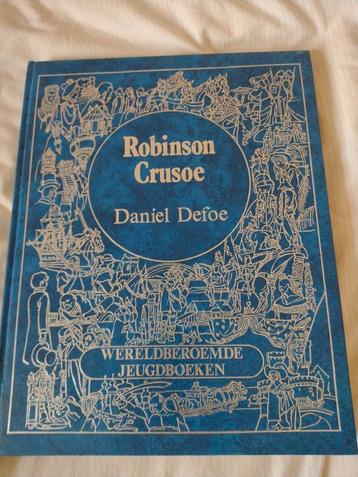 Robinson
Crusoe
Daniel Defoe
WERELDBEROEMDE
JEUGDBOEKEN